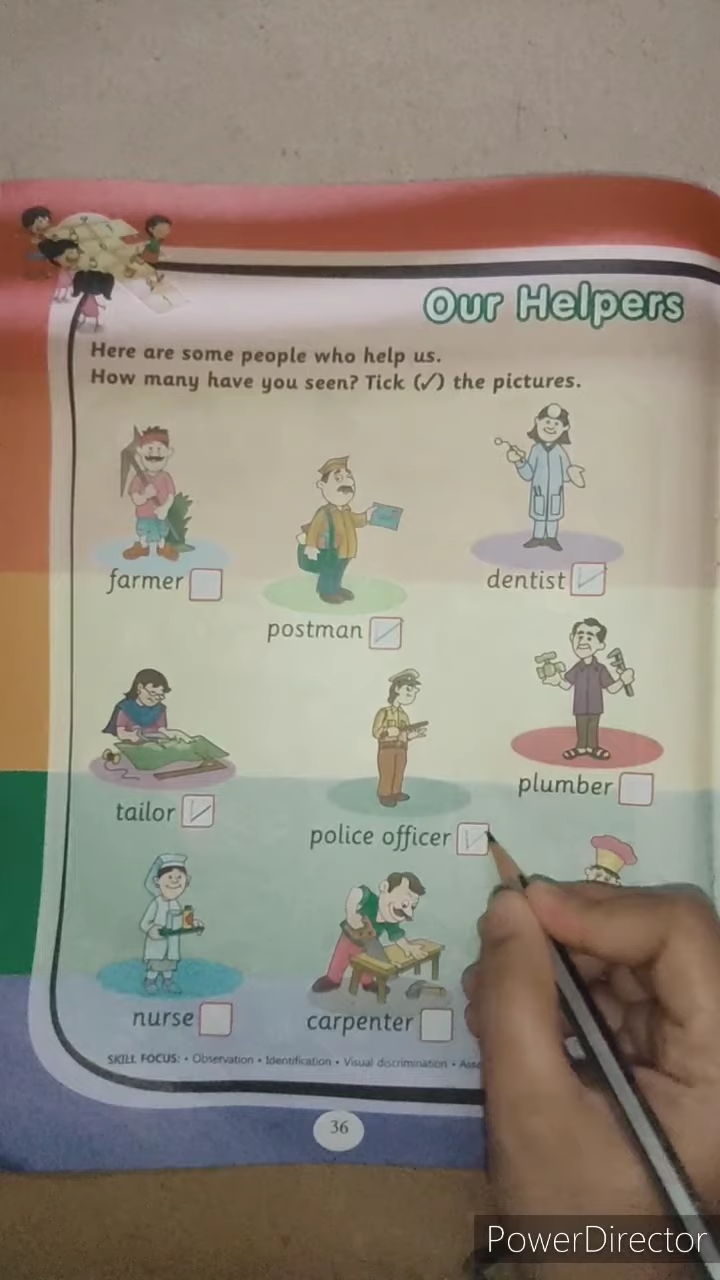 Our Helpers
Here are some people who help us.
How many have you seen? Tick (✓) the pictures.
farmer
postman
dentist
tailor
police officer
plumber
nurse
carpenter
SKILL FOCUS: • Observation • Identification • Visual discrimination •
36
PowerDirector